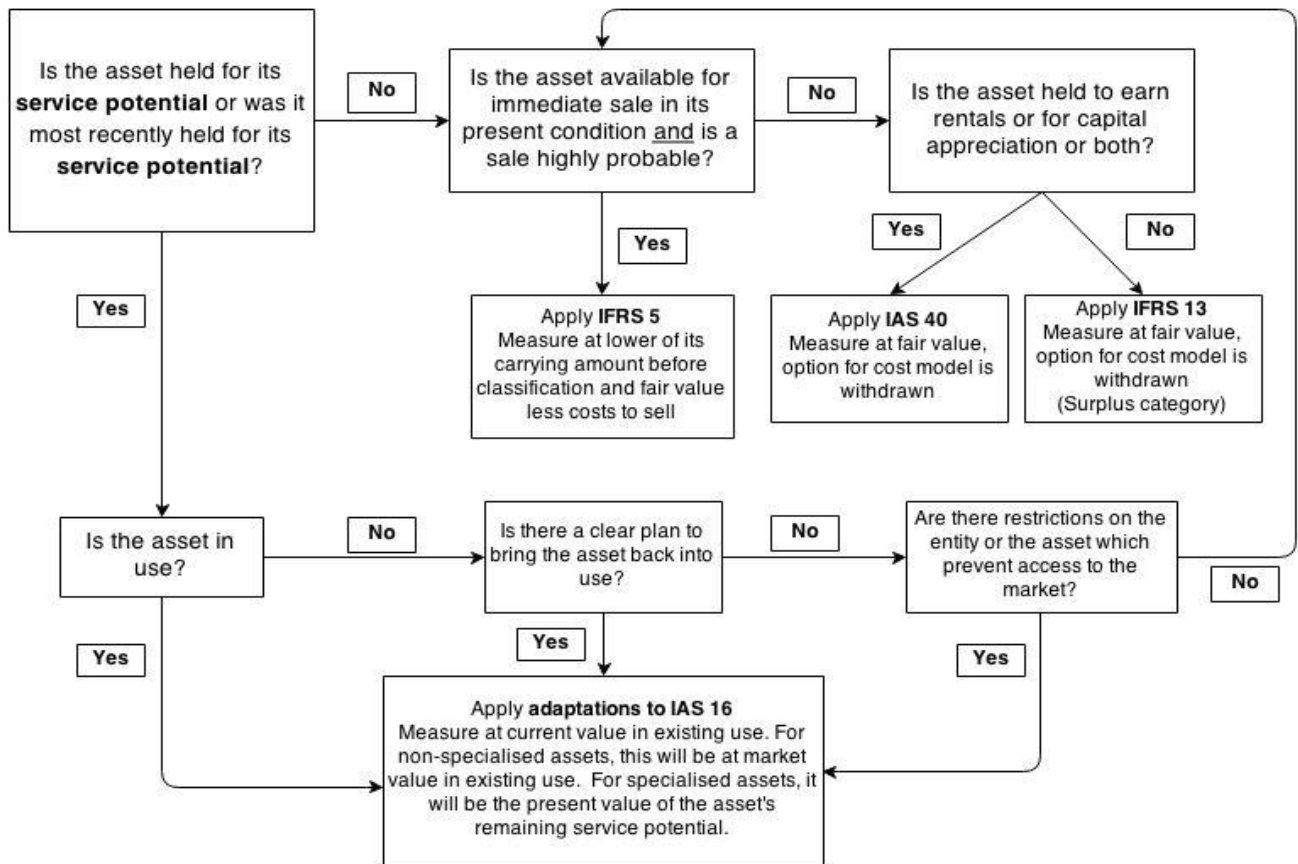 Is the asset held for its
service potential or was it
most recently held for its
service potential?
No
Is the asset available for
immediate sale in its
present condition and is a
sale highly probable?
No
Is the asset held to earn
rentals or for capital
appreciation or both?
Yes
Yes
Yes
No
Apply IFRS 5
Measure at lower of its
carrying amount before
classification and fair value
less costs to sell
Apply IAS 40
Measure at fair value,
option for cost model is
withdrawn
Apply IFRS 13
Measure at fair value,
option for cost model is
withdrawn
(Surplus category)
Is the asset in
use?
No
Is there a clear plan to
bring the asset back into
use?
No
Are there restrictions on the
entity or the asset which
prevent access to the
market?
No
Yes
Yes
Yes
Apply adaptations to IAS 16
Measure at current value in existing use. For
non-specialised assets, this will be at market
value in existing use. For specialised assets, it
will be the present value of the asset's
remaining service potential.